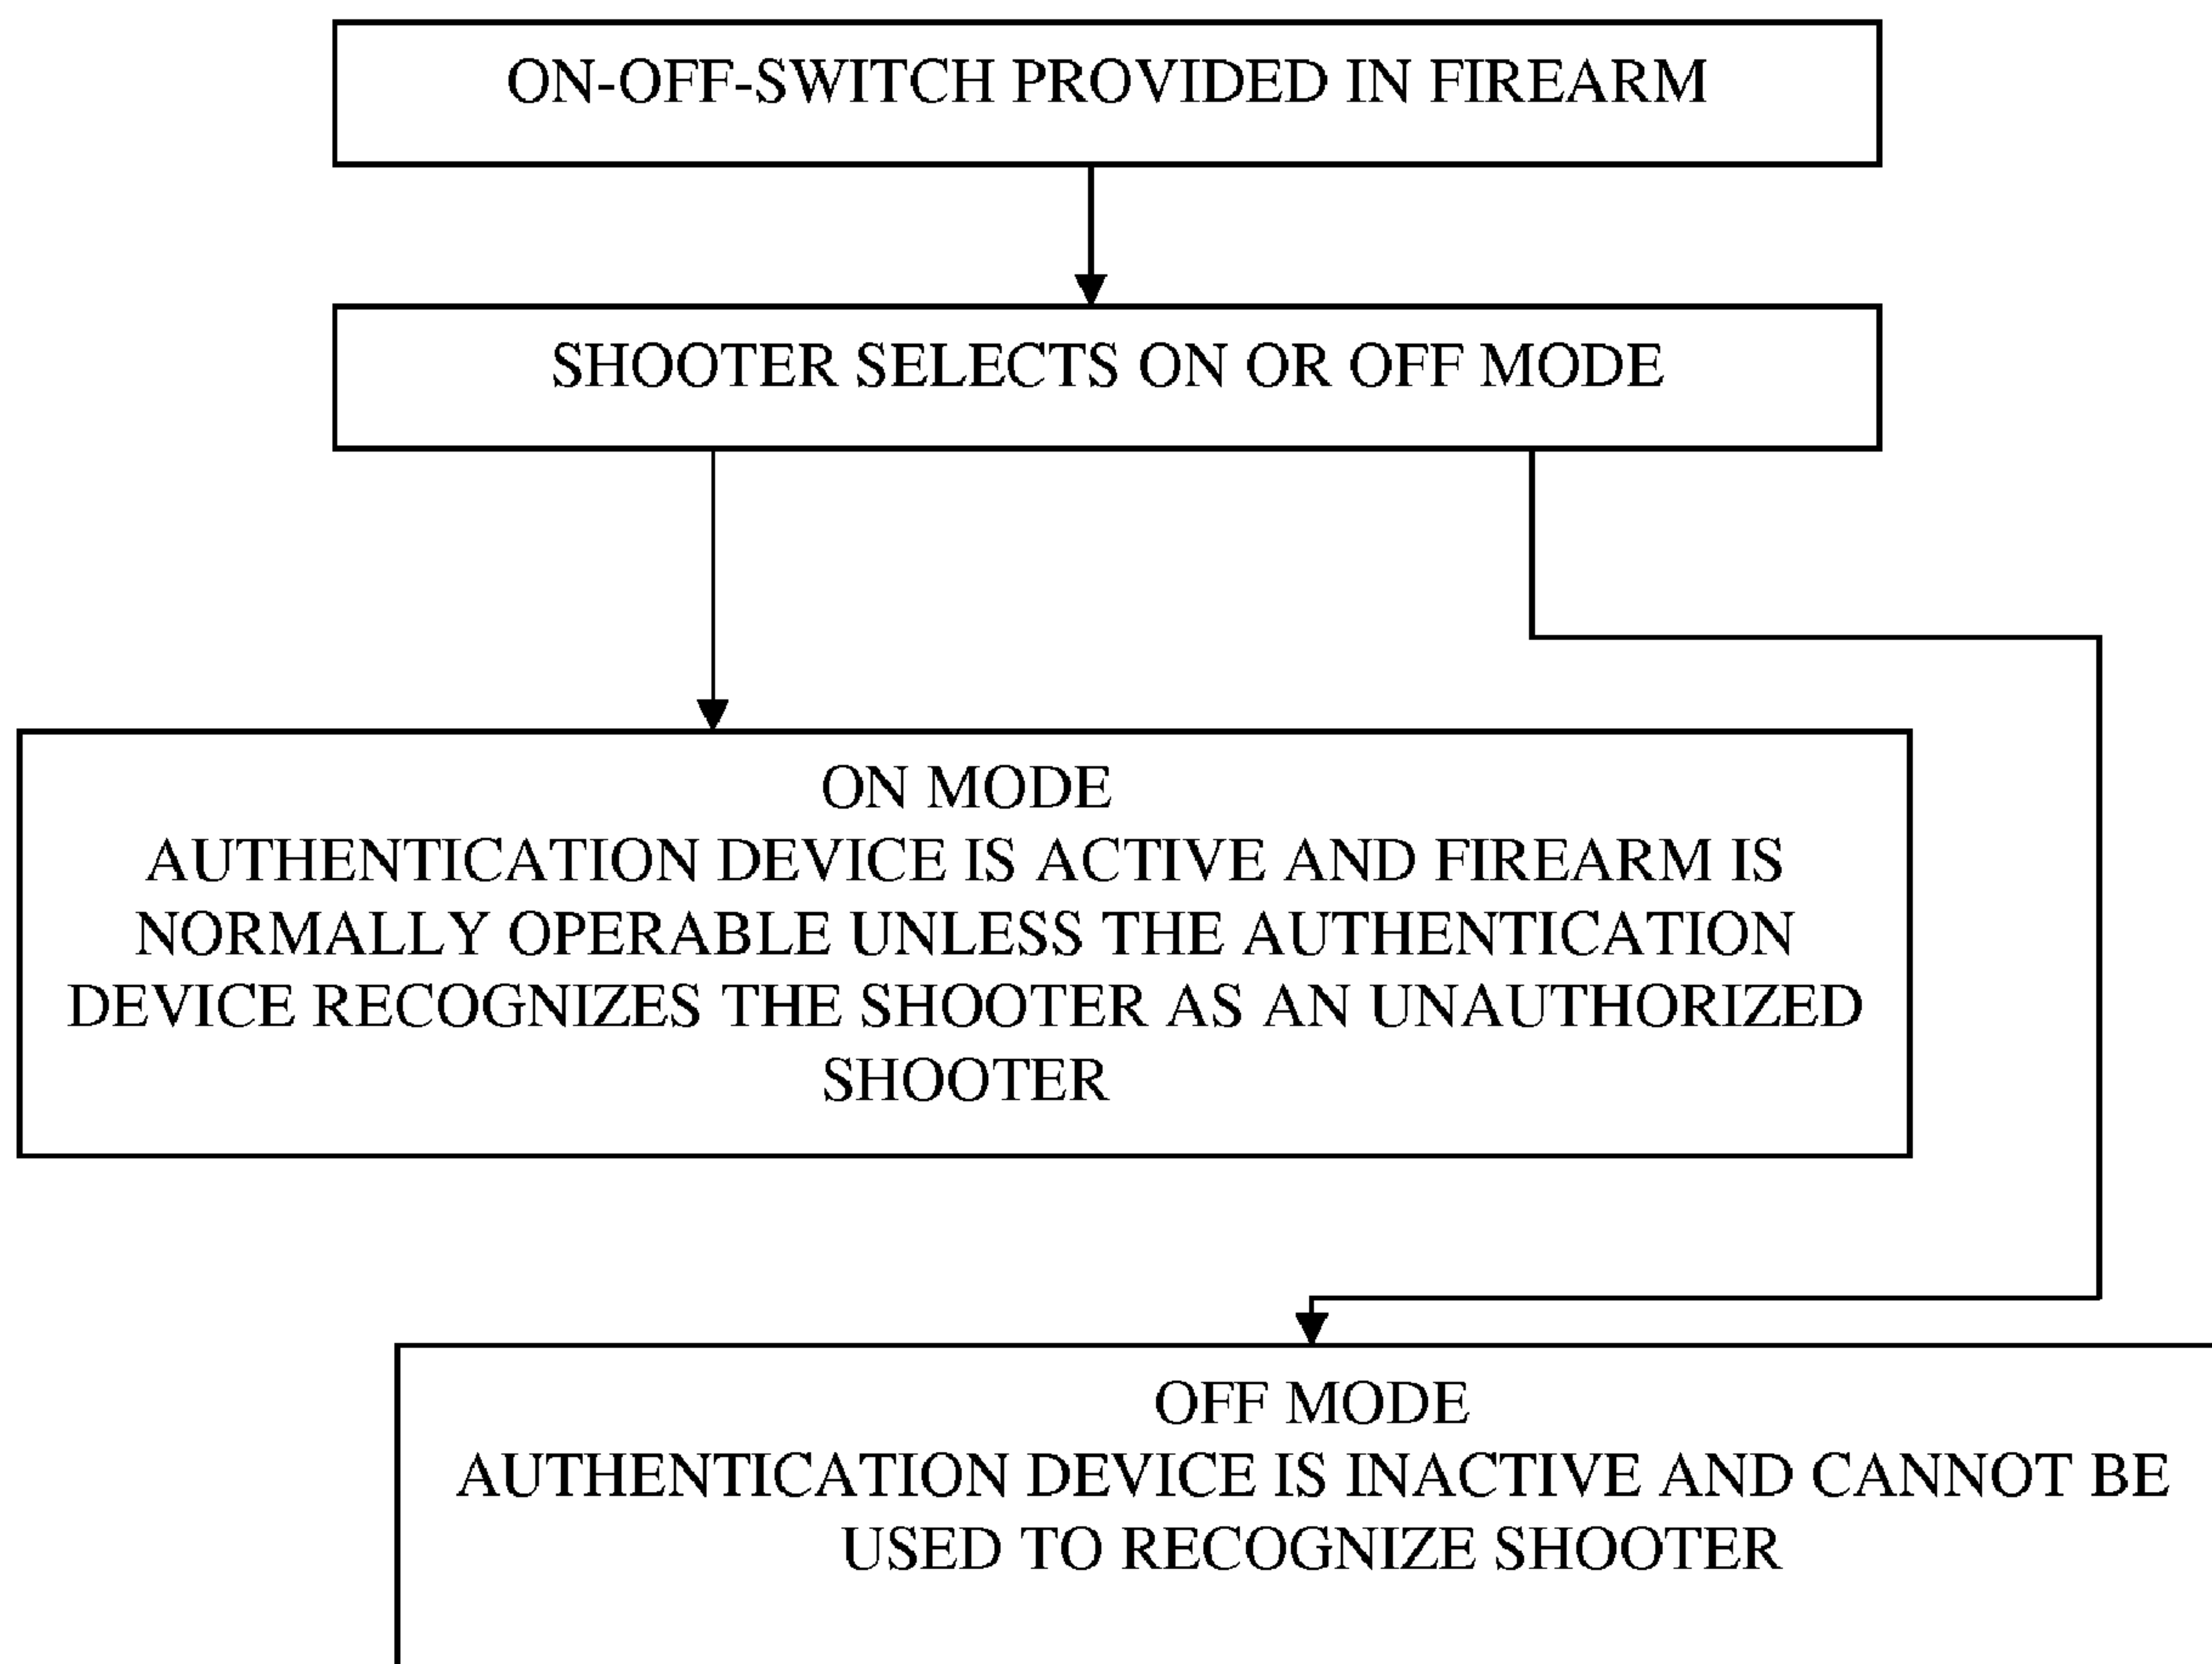 ON-OFF-SWITCH PROVIDED IN FIREARM
SHOOTER SELECTS ON OR OFF MODE
ON MODE
AUTHENTICATION DEVICE IS ACTIVE AND FIREARM IS
NORMALLY OPERABLE UNLESS THE AUTHENTICATION
DEVICE RECOGNIZES THE SHOOTER AS AN UNAUTHORIZED
SHOOTER
OFF MODE
AUTHENTICATION DEVICE IS INACTIVE AND CANNOT BE
USED TO RECOGNIZE SHOOTER